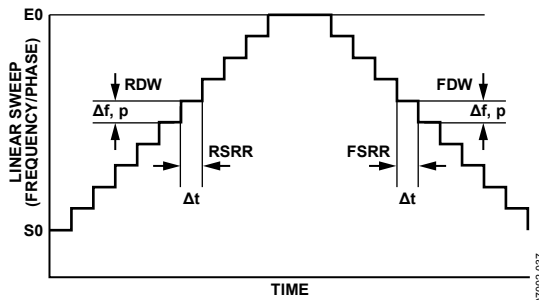 E0
RDW
FDW
Δf, p
Δf, p
LINEAR SWEEP
(FREQUENCY/PHASE)
RSRR
FSRR
Δt
Δt
S0
TIME